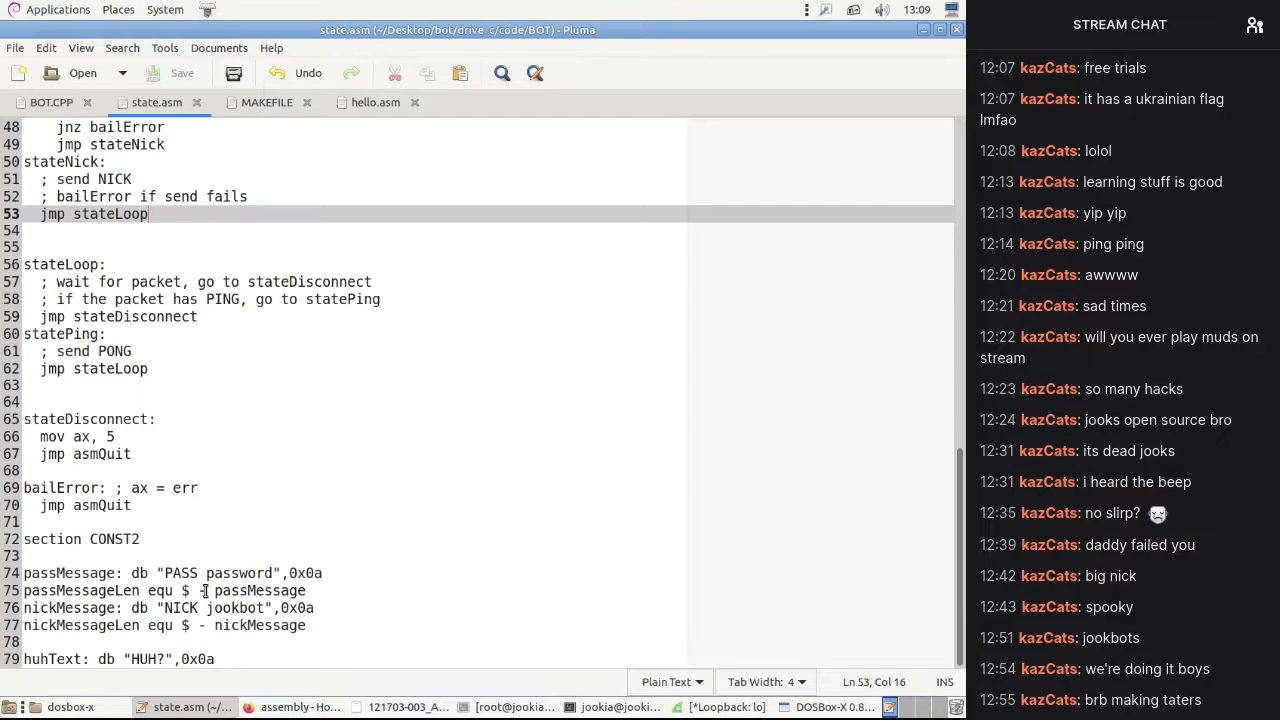 Applications Places System 13:09
state.asm (~/Desktop/bot/drive_c/code/BOT) - Pluma
File Edit View Search Tools Documents Help
Open Save Undo
BOT.CPP state.asm MAKEFILE hello.asm
48 jnz bailError
49 jmp stateNick
50 stateNick:
51 ; send NICK
52 ; bailError if send fails
53 jmp stateLoop
54
55
56 stateLoop:
57 ; wait for packet, go to stateDisconnect
58 ; if the packet has PING, go to statePing
59 jmp stateDisconnect
60 statePing:
61 ; send PONG
62 jmp stateLoop
63
64
65 stateDisconnect:
66 mov ax, 5
67 jmp asmQuit
68
69 bailError: ; ax = err
70 jmp asmQuit
71
72 section CONST2
73
74 passMessage: db "PASS password",0x0a
75 passMessageLen equ $ - passMessage
76 nickMessage: db "NICK jookbot",0x0a
77 nickMessageLen equ $ - nickMessage
78
79 huhText: db "HUH?",0x0a
Plain Text Tab Width: 4 Ln 53, Col 16 INS
dosbox-x state.asm (~/... assembly - Ho... 121703-003_A... [root@jookia... jookia@jooki... [*Loopback: lo] DOSBox-X 0.8...
STREAM CHAT
12:07 kazCats: free trials
12:07 kazCats: it has a ukrainian flag
lmfao
12:08 kazCats: lolol
12:13 kazCats: learning stuff is good
12:13 kazCats: yip yip
12:14 kazCats: ping ping
12:20 kazCats: awwww
12:21 kazCats: sad times
12:22 kazCats: will you ever play muds on
stream
12:23 kazCats: so many hacks
12:24 kazCats: jooks open source bro
12:31 kazCats: its dead jooks
12:31 kazCats: i heard the beep
12:35 kazCats: no slirp?
12:39 kazCats: daddy failed you
12:42 kazCats: big nick
12:43 kazCats: spooky
12:51 kazCats: jookbots
12:54 kazCats: we're doing it boys
12:55 kazCats: brb making taters